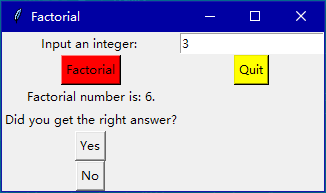 Factorial
Input an integer: 3
Factorial Quit
Factorial number is: 6.
Did you get the right answer?
Yes
No